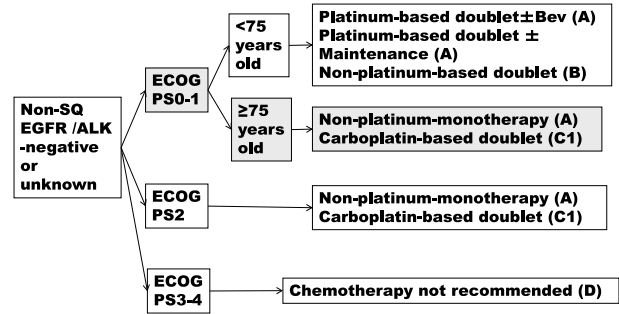 Non-SQ
EGFR /ALK
-negative
or
unknown
ECOG
PS0-1
<75
years
old
Platinum-based doublet±Bev (A)
Platinum-based doublet ±
Maintenance (A)
Non-platinum-based doublet (B)
≥75
years
old
Non-platinum-monotherapy (A)
Carboplatin-based doublet (C1)
ECOG
PS2
Non-platinum-monotherapy (A)
Carboplatin-based doublet (C1)
ECOG
PS3-4
Chemotherapy not recommended (D)